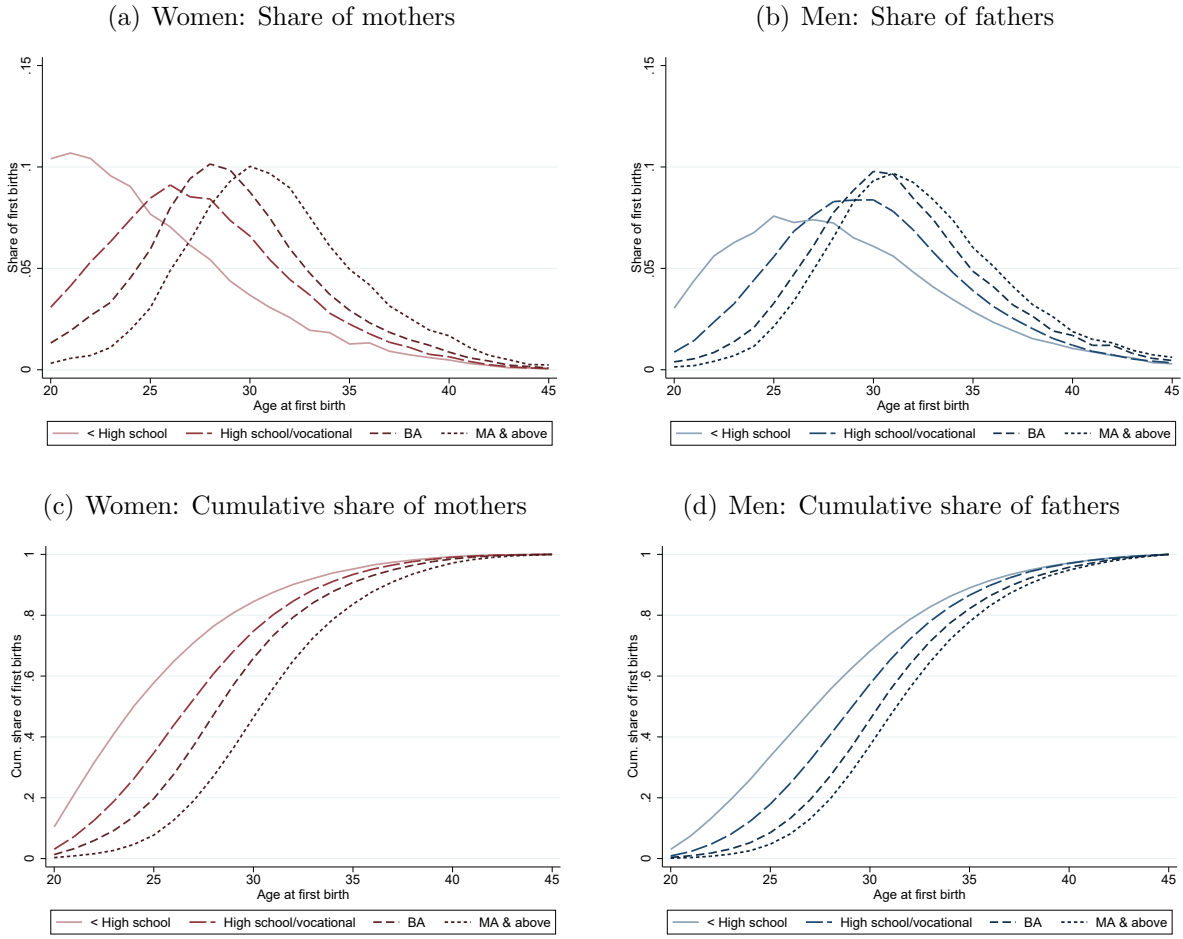 (a) Women: Share of mothers
Share of first births
0 .05 .1 .15
20 25 30 35 40 45
Age at first birth
< High school High school/vocational BA MA & above
(b) Men: Share of fathers
Share of first births
0 .05 .1 .15
20 25 30 35 40 45
Age at first birth
< High school High school/vocational BA MA & above
(c) Women: Cumulative share of mothers
Cum. share of first births
0 .2 .4 .6 .8 1
20 25 30 35 40 45
Age at first birth
< High school High school/vocational BA MA & above
(d) Men: Cumulative share of fathers
Cum. share of first births
0 .2 .4 .6 .8 1
20 25 30 35 40 45
Age at first birth
< High school High school/vocational BA MA & above